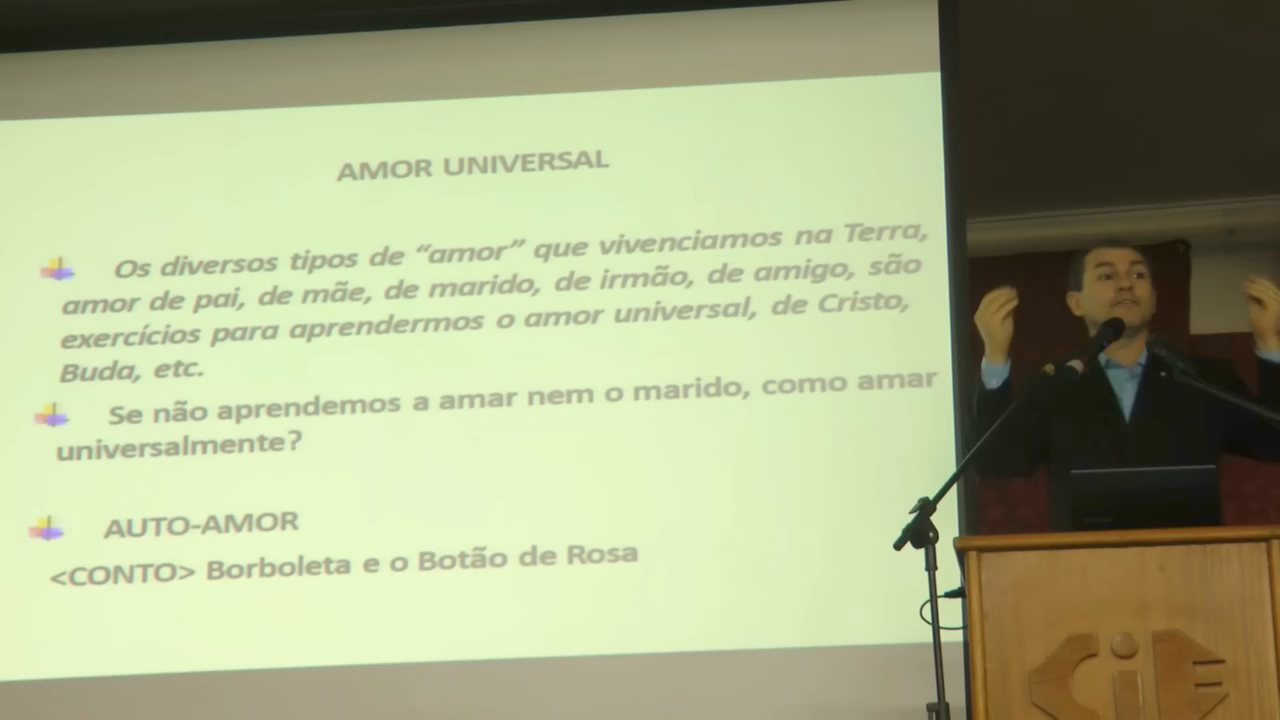 AMOR UNIVERSAL
Os diversos tipos de “amor” que vivenciamos na Terra,
amor de pai, de mãe, de marido, de irmão, de amigo, são
exercícios para aprendermos o amor universal, de Cristo,
Buda, etc.
Se não aprendemos a amar nem o marido, como amar
universalmente?
AUTO-AMOR
<CONTO> Borboleta e o Botão de Rosa
CiE